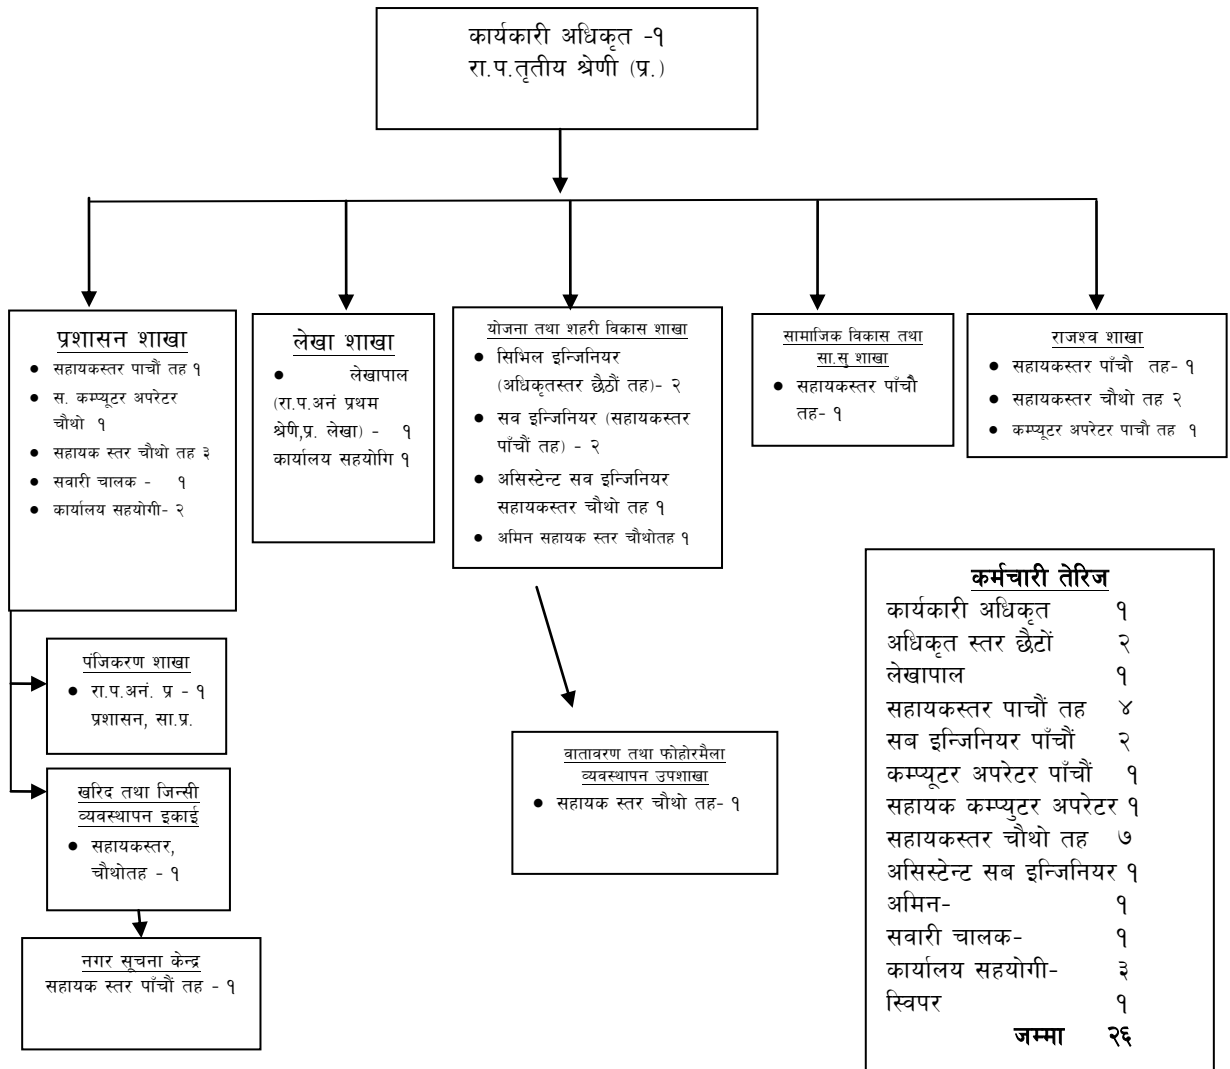 कार्यकारी अधिकृत -१
रा.प.तृतीय श्रेणी (प्र.)
प्रशासन शाखा
सहायकस्तर पाचौं तह १
स. कम्प्यूटर अपरेटर
चौथो १
सहायक स्तर चौथो तह ३
सवारी चालक - १
कार्यालय सहयोगी- २
लेखा शाखा
लेखापाल
(रा.प.अनं प्रथम
श्रेणि,प्र. लेखा) - १
कार्यालय सहयोगि १
योजना तथा शहरी विकास शाखा
सिभिल इन्जिनियर
(अधिकृतस्तर छैठौं तह)- २
सव इन्जिनियर (सहायकस्तर
पाँचौं तह) - २
असिस्टेन्ट सव इन्जिनियर
सहायकस्तर चौथो तह १
अमिन सहायक स्तर चौथोतह १
सामाजिक विकास तथा
सा.सु शाखा
सहायकस्तर पाँचौ
तह- १
राजश्व शाखा
सहायकस्तर पाँचौ तह- १
सहायकस्तर चौथो तह २
कम्प्यूटर अपरेटर पाचौ तह १
पंजिकरण शाखा
रा.प.अनं. प्र - १
प्रशासन, सा.प्र.
खरिद तथा जिन्सी
व्यवस्थापन इकाई
सहायकस्तर,
चौथोतह - १
नगर सूचना केन्द्र
सहायक स्तर पाँचौं तह - १
वातावरण तथा फोहोरमैला
व्यवस्थापन उपशाखा
सहायक स्तर चौथो तह- १
कर्मचारी तेरिज
कार्यकारी अधिकृत १
अधिकृत स्तर छैटों २
लेखापाल १
सहायकस्तर पाचौं तह ४
सब इन्जिनियर पाँचौं २
कम्प्यूटर अपरेटर पाँचौं १
सहायक कम्प्युटर अपरेटर १
सहायकस्तर चौथो तह ७
असिस्टेन्ट सब इन्जिनियर १
अमिन- १
सवारी चालक- १
कार्यालय सहयोगी- ३
स्विपर १
जम्मा २६